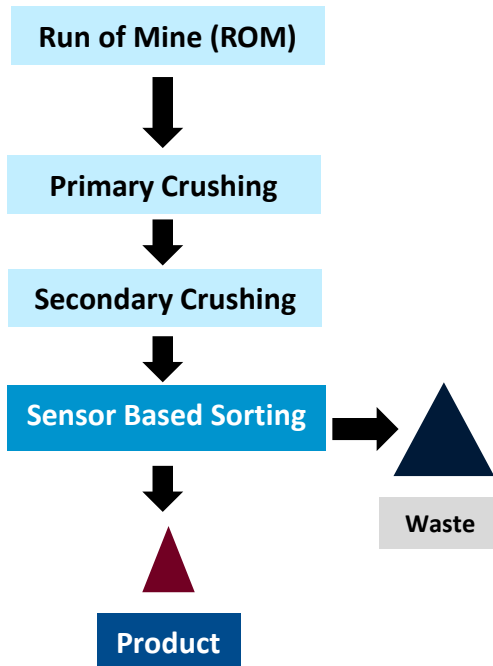 Run of Mine (ROM)
Primary Crushing
Secondary Crushing
Sensor Based Sorting
Waste
Product